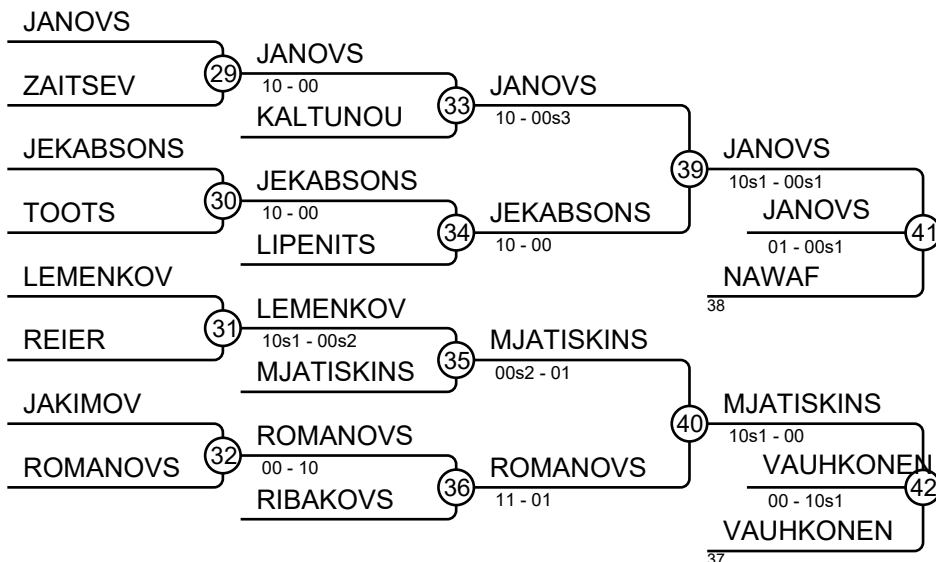 JANOVS
ZAITSEV
29
JANOVS
10 - 00
KALTUNOU
33
JANOVS
10 - 00s3
JEKABSONS
TOOTS
30
JEKABSONS
10 - 00
LIPENITS
34
JEKABSONS
10 - 00
39
JANOVS
10s1 - 00s1
JANOVS
01 - 00s1
41
NAWAF
38
LEMENKOV
REIER
31
LEMENKOV
10s1 - 00s2
MJATISKINS
35
MJATISKINS
00s2 - 01
JAKIMOV
ROMANOVS
32
ROMANOVS
00 - 10
RIBAKOVS
36
ROMANOVS
11 - 01
40
MJATISKINS
10s1 - 00
VAUHKONEN
00 - 10s1
42
VAUHKONEN
37